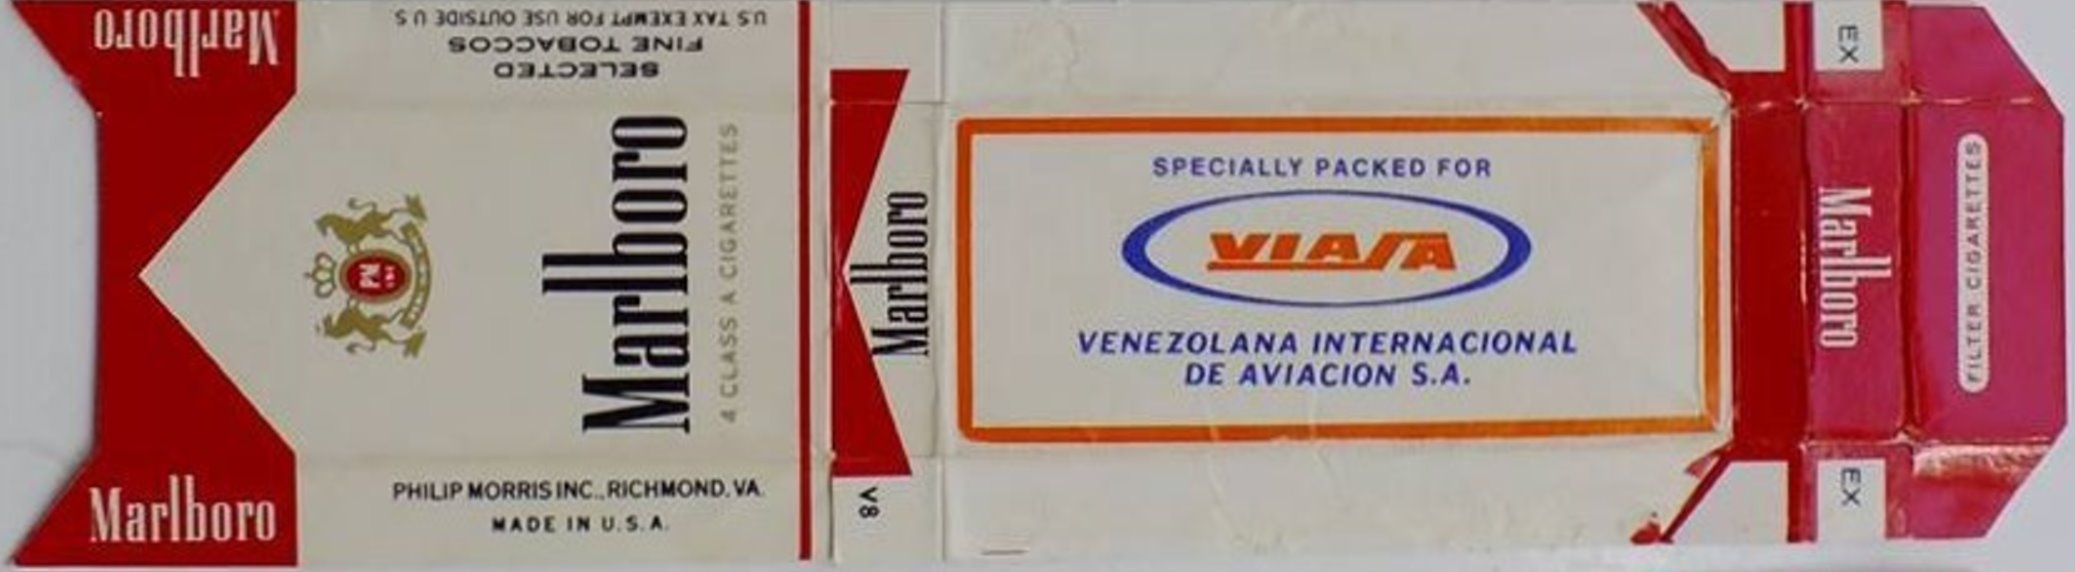 Marlboro
Marlboro
U.S. TAX EXEMPT FOR USE OUTSIDE U S
SELECTED
FINE TOBACCOS
PM
Marlboro
4 CLASS A CIGARETTES
PHILIP MORRIS INC., RICHMOND, VA.
MADE IN U.S.A.
Marlboro
V8
SPECIALLY PACKED FOR
VIASA
VENEZOLANA INTERNACIONAL
DE AVIACION S.A.
EX
Marlboro
EX
FILTER CIGARETTES